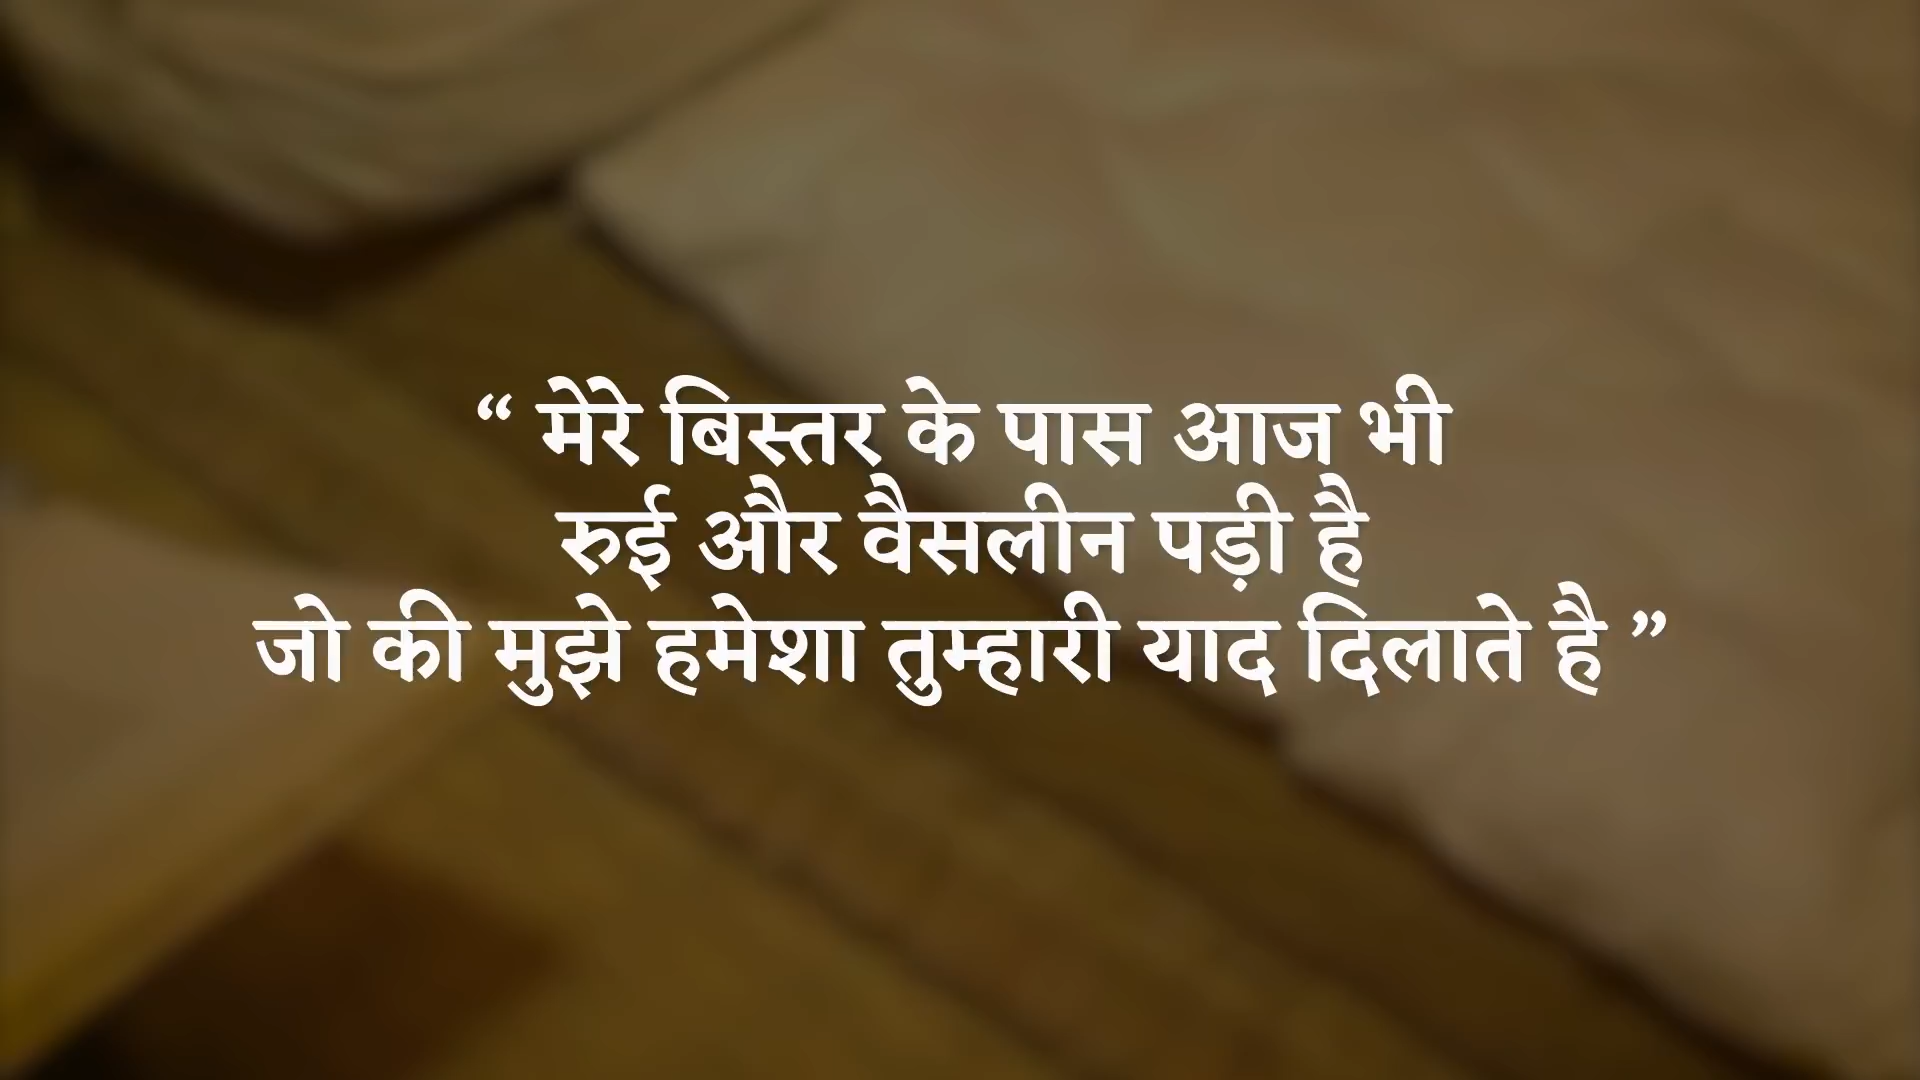 “ मेरे बिस्तर के पास आज भी
रुई और वैसलीन पड़ी है
जो की मुझे हमेशा तुम्हारी याद दिलाते है ”